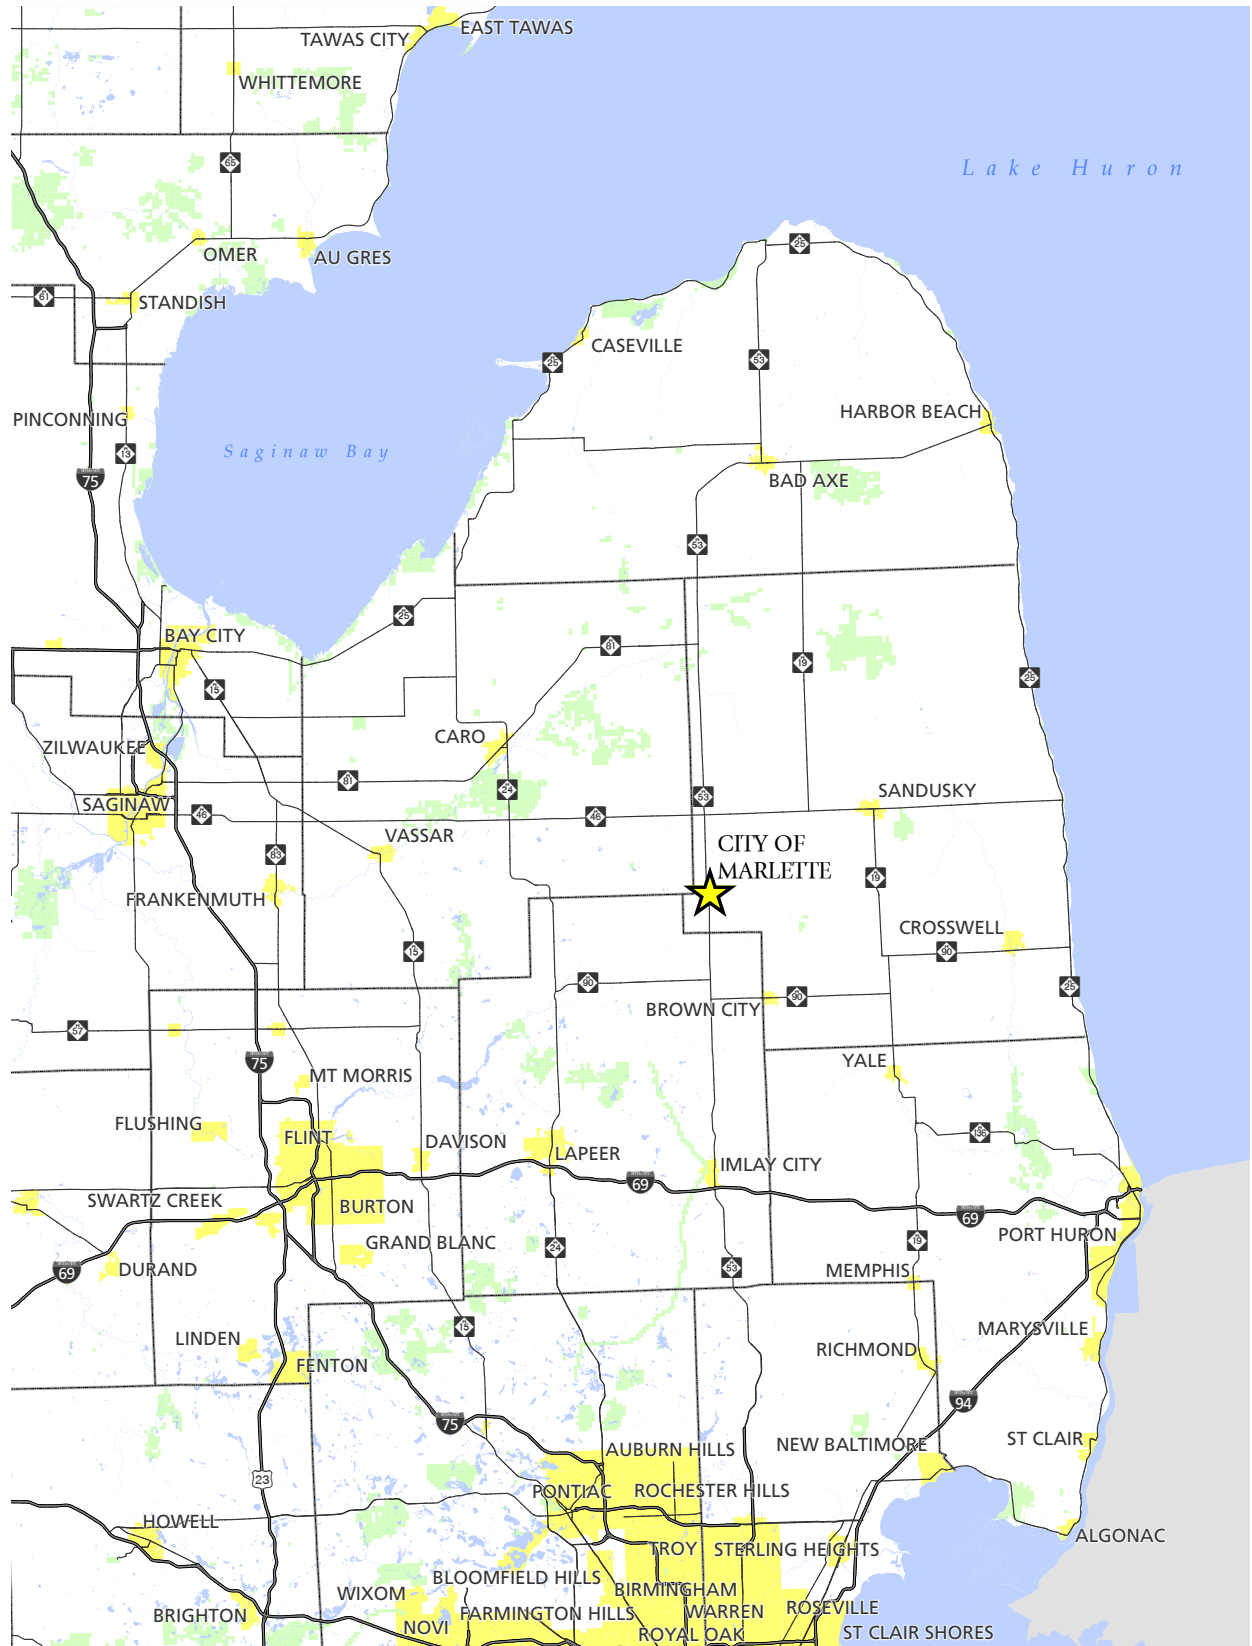 EAST TAWAS
TAWAS CITY
WHITTEMORE
65
Lake Huron
OMER
AU GRES
25
61
STANDISH
CASEVILLE
25
53
HARBOR BEACH
PINCONNING
Saginaw Bay
13
75
BAD AXE
53
25
BAY CITY
81
19
25
15
CARO
ZILWAUKEE
81
24
53
SANDUSKY
SAGINAW
46
46
VASSAR
CITY OF
MARLETTE
83
19
FRANKENMUTH
CROSSWELL
15
90
90
90
25
BROWN CITY
57
75
YALE
MT MORRIS
FLUSHING
FLINT
DAVISON
136
LAPEER
IMLAY CITY
69
SWARTZ CREEK
BURTON
69
PORT HURON
GRAND BLANC
24
19
69
DURAND
53
MEMPHIS
15
MARYSVILLE
LINDEN
RICHMOND
FENTON
94
75
AUBURN HILLS
NEW BALTIMORE
ST CLAIR
23
PONTIAC
ROCHESTER HILLS
HOWELL
ALGONAC
TROY
STERLING HEIGHTS
BLOOMFIELD HILLS
BIRMINGHAM
WIXOM
BRIGHTON
FARMINGTON HILLS
WARREN
ROSEVILLE
NOVI
ROYAL OAK
ST CLAIR SHORES